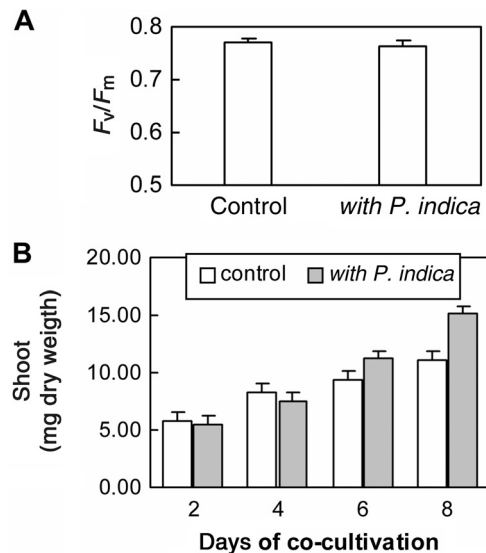 A
0.8
0.7
0.6
0.5
Fv/Fm
Control with P. indica
B
20.00
15.00
10.00
5.00
0.00
Shoot
(mg dry weigth)
control with P. indica
2 4 6 8
Days of co-cultivation